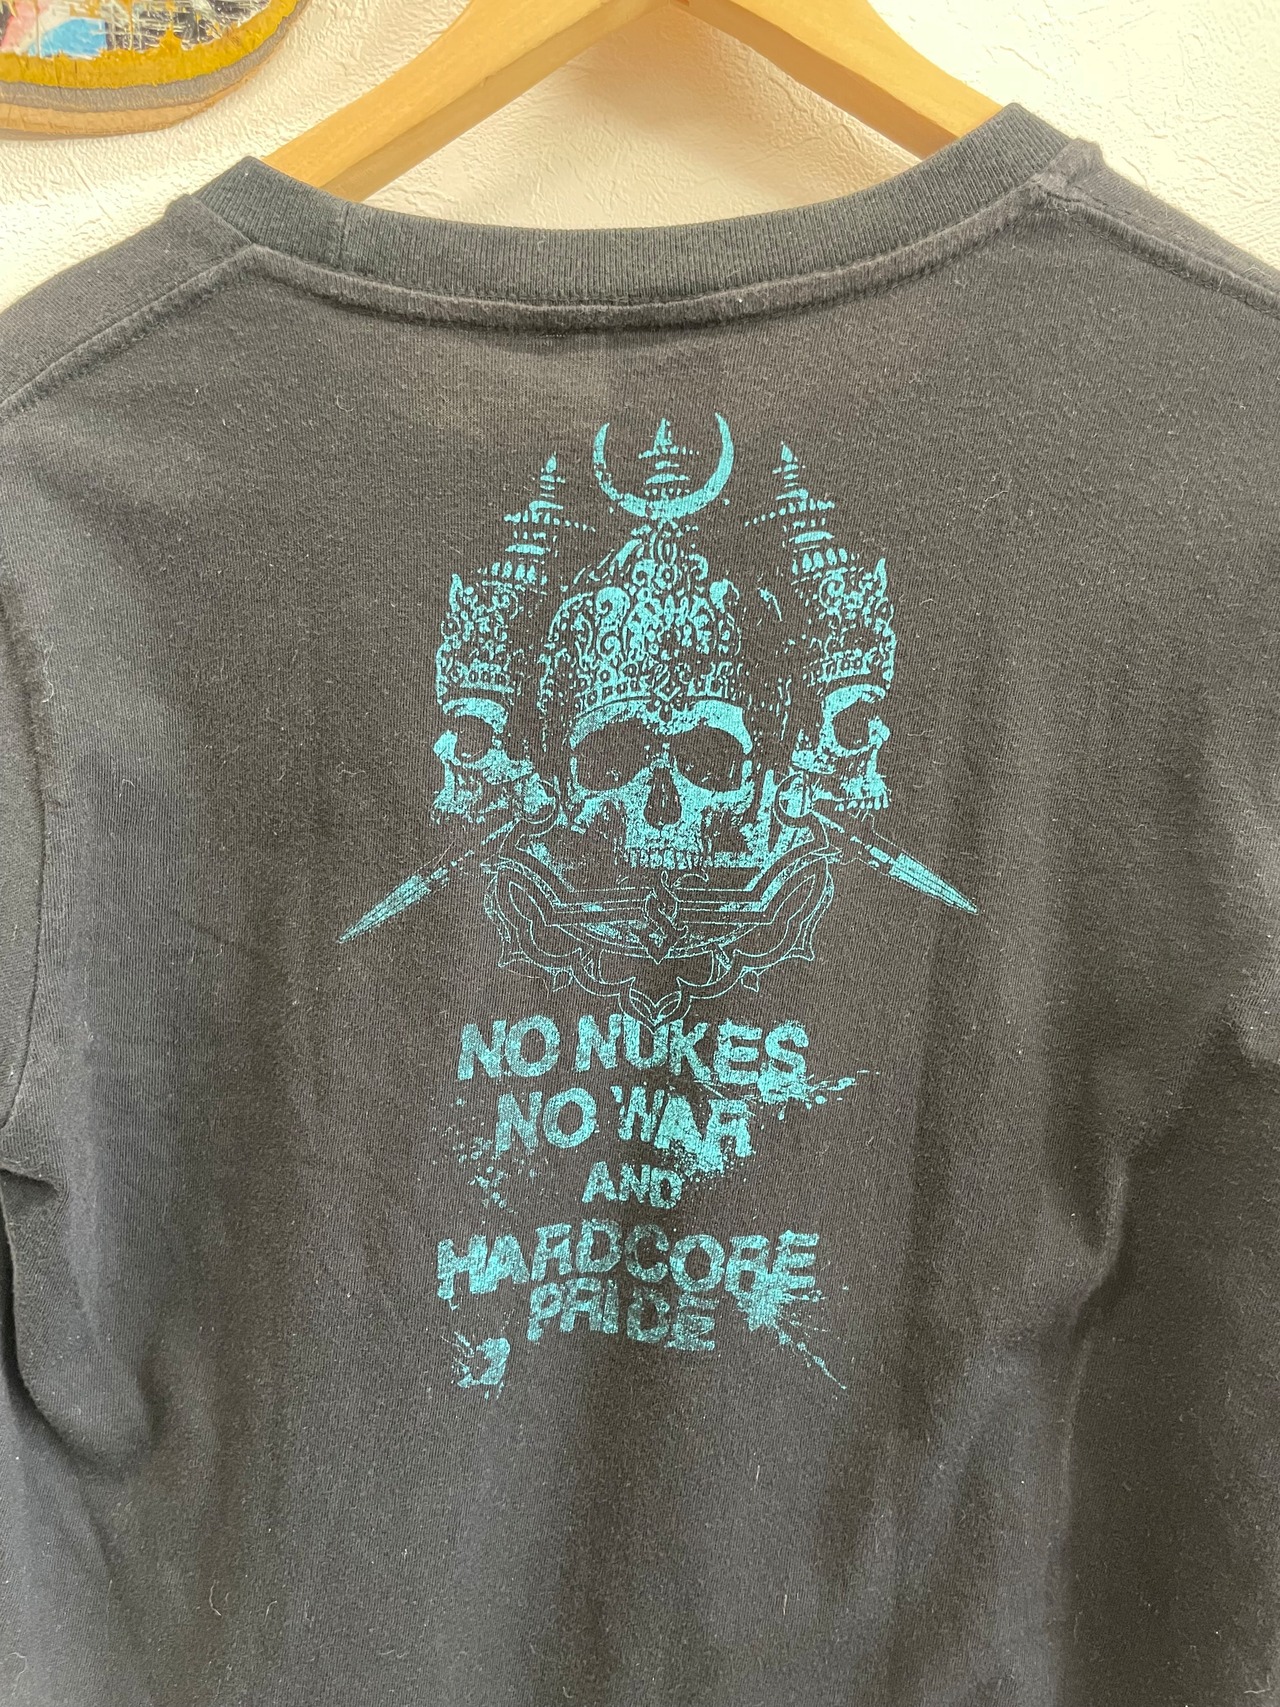 NO NUKES
NO WAR
AND
HARDCORE
PRIDE